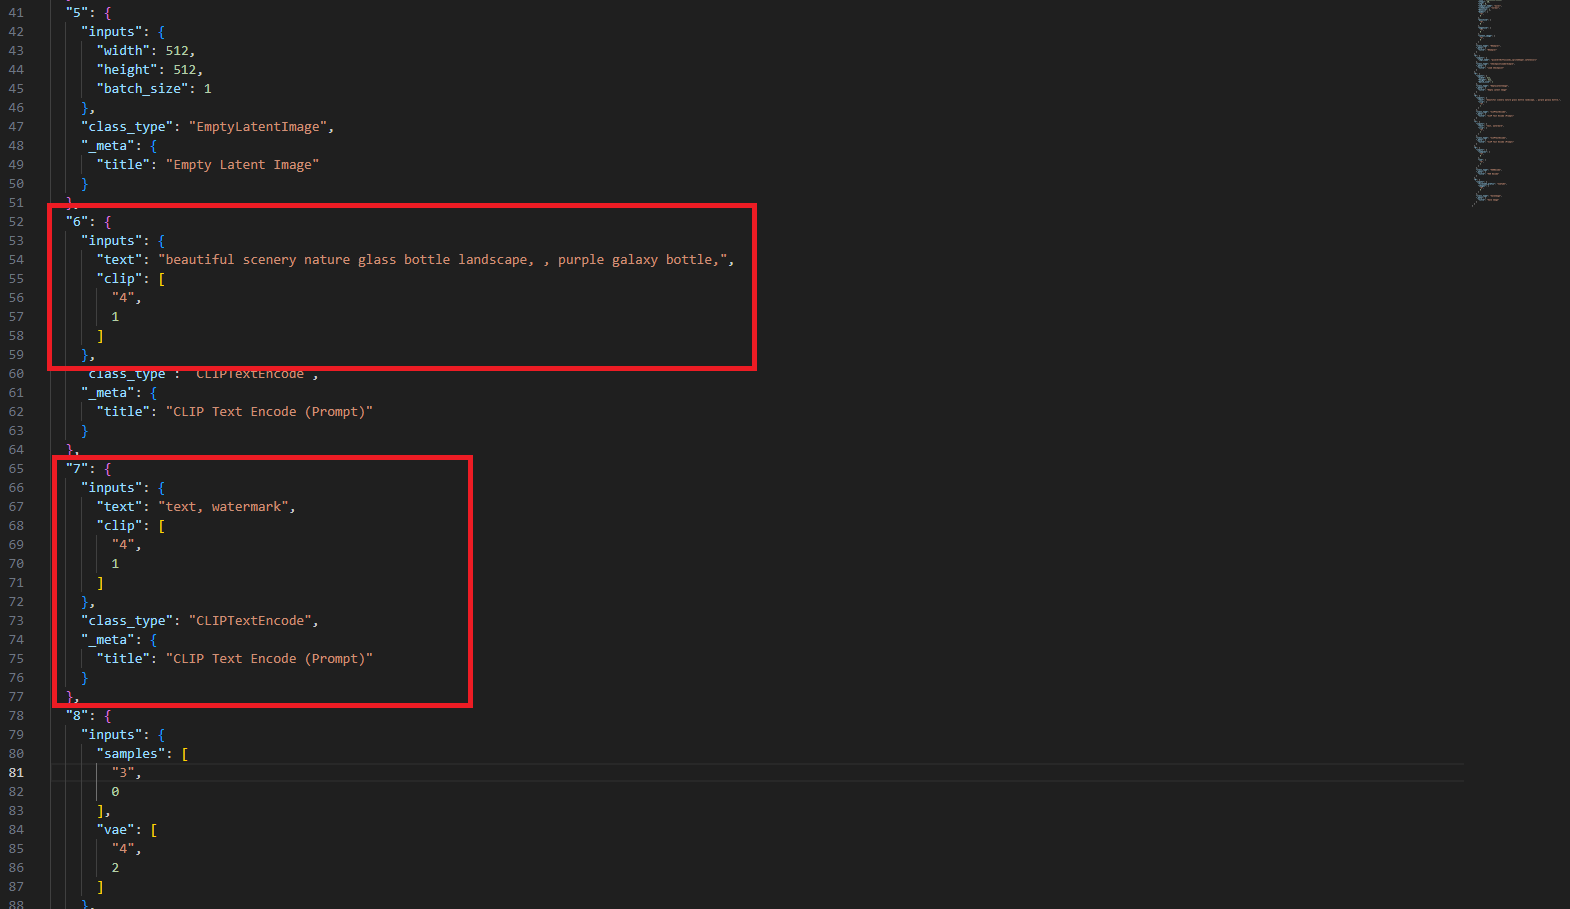 41 "5": {
42 "inputs": {
43 "width": 512,
44 "height": 512,
45 "batch_size": 1
46 },
47 "class_type": "EmptyLatentImage",
48 "_meta": {
49 "title": "Empty Latent Image"
50 }
51 },
52 "6": {
53 "inputs": {
54 "text": "beautiful scenery nature glass bottle landscape, , purple galaxy bottle,",
55 "clip": [
56 "4",
57 1
58 ]
59 },
60 "class_type": "CLIPTextEncode",
61 "_meta": {
62 "title": "CLIP Text Encode (Prompt)"
63 }
64 },
65 "7": {
66 "inputs": {
67 "text": "text, watermark",
68 "clip": [
69 "4",
70 1
71 ]
72 },
73 "class_type": "CLIPTextEncode",
74 "_meta": {
75 "title": "CLIP Text Encode (Prompt)"
76 }
77 },
78 "8": {
79 "inputs": {
80 "samples": [
81 "3",
82 0
83 ],
84 "vae": [
85 "4",
86 2
87 ]
88 },